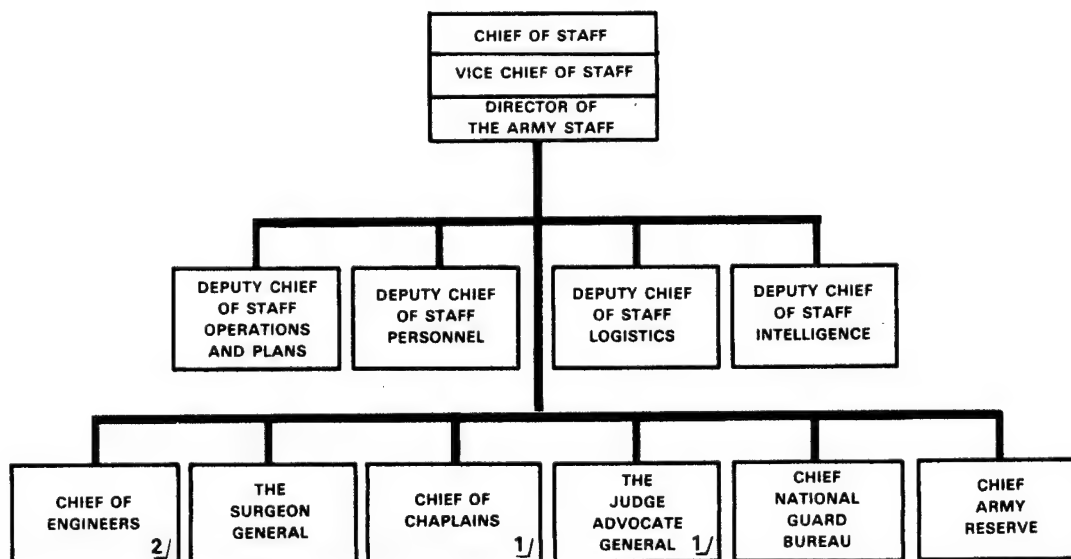 CHIEF OF STAFF
VICE CHIEF OF STAFF
DIRECTOR OF
THE ARMY STAFF
DEPUTY CHIEF
OF STAFF
OPERATIONS
AND PLANS
DEPUTY CHIEF
OF STAFF
PERSONNEL
DEPUTY CHIEF
OF STAFF
LOGISTICS
DEPUTY CHIEF
OF STAFF
INTELLIGENCE
CHIEF OF
ENGINEERS
2/
THE
SURGEON
GENERAL
CHIEF OF
CHAPLAINS
1/
THE
JUDGE
ADVOCATE
GENERAL 1/
CHIEF
NATIONAL
GUARD
BUREAU
CHIEF
ARMY
RESERVE